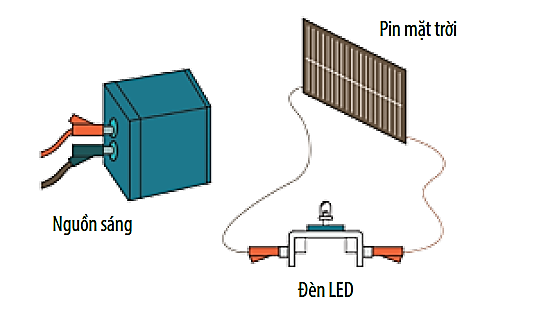 Pin mặt trời
Nguồn sáng
Đèn LED